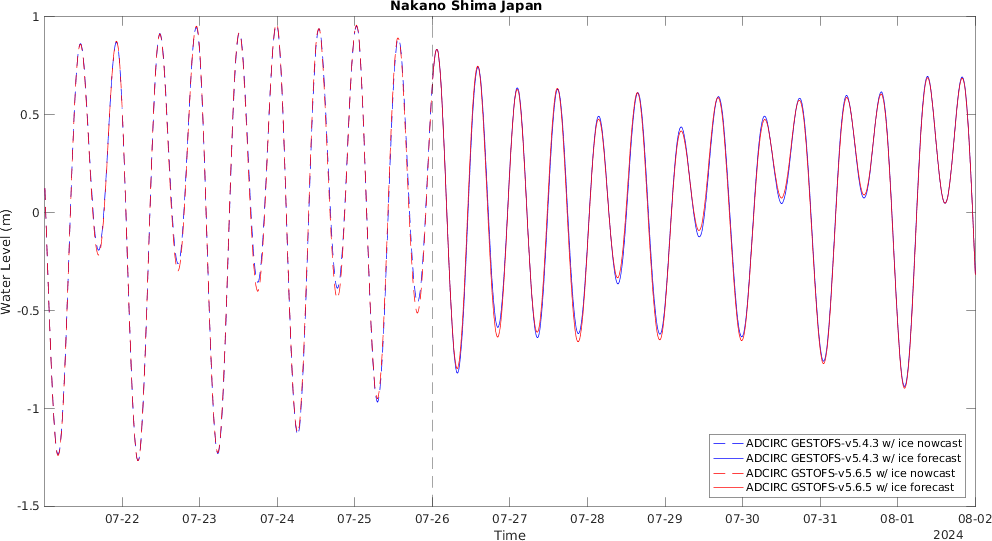 Nakano Shima Japan
1
0.5
0
-0.5
-1
-1.5
Water Level (m)
07-22 07-23 07-24 07-25 07-26 07-27 07-28 07-29 07-30 07-31 08-01 08-02
Time
2024
ADCIRC GESTOFS-v5.4.3 w/ ice nowcast
ADCIRC GESTOFS-v5.4.3 w/ ice forecast
ADCIRC GSTOFS-v5.6.5 w/ ice nowcast
ADCIRC GSTOFS-v5.6.5 w/ ice forecast